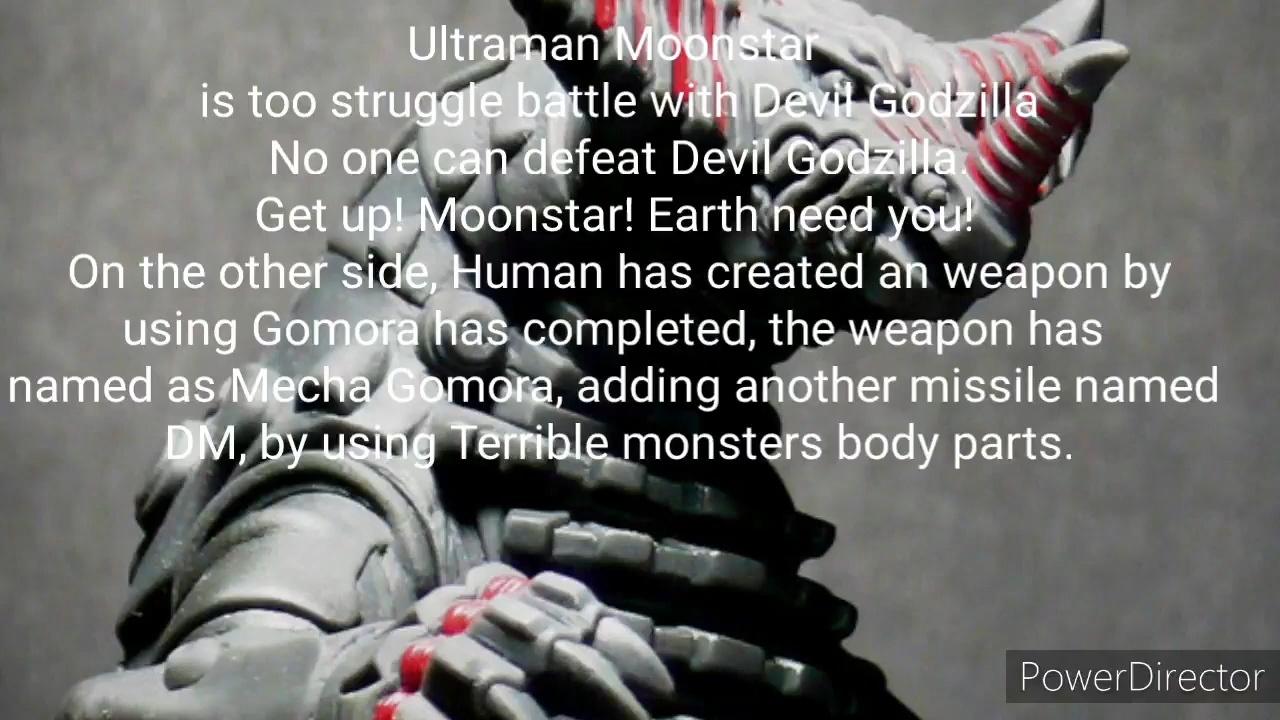 Ultraman Moonstar
is too struggle battle with Devil Godzilla
No one can defeat Devil Godzilla.
Get up! Moonstar! Earth need you!
On the other side, Human has created an weapon by
using Gomora has completed, the weapon has
named as Mecha Gomora, adding another missile named
DM, by using Terrible monsters body parts.
PowerDirector